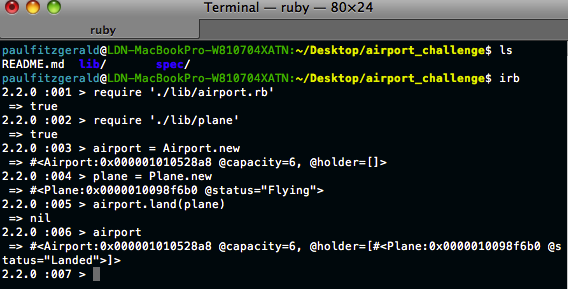 Terminal — ruby — 80×24
ruby
paulfitzgerald@LDN-MacBookPro-W810704XATN:~/Desktop/airport_challenge$ ls
README.md  lib/       spec/
paulfitzgerald@LDN-MacBookPro-W810704XATN:~/Desktop/airport_challenge$ irb
2.2.0 :001 > require './lib/airport.rb'
 => true
2.2.0 :002 > require './lib/plane'
 => true
2.2.0 :003 > airport = Airport.new
 => #<Airport:0x000001010528a8 @capacity=6, @holder=[]>
2.2.0 :004 > plane = Plane.new
 => #<Plane:0x0000010098f6b0 @status="Flying">
2.2.0 :005 > airport.land(plane)
 => nil
2.2.0 :006 > airport
 => #<Airport:0x000001010528a8 @capacity=6, @holder=[#<Plane:0x0000010098f6b0 @s
tatus="Landed">]>
2.2.0 :007 >